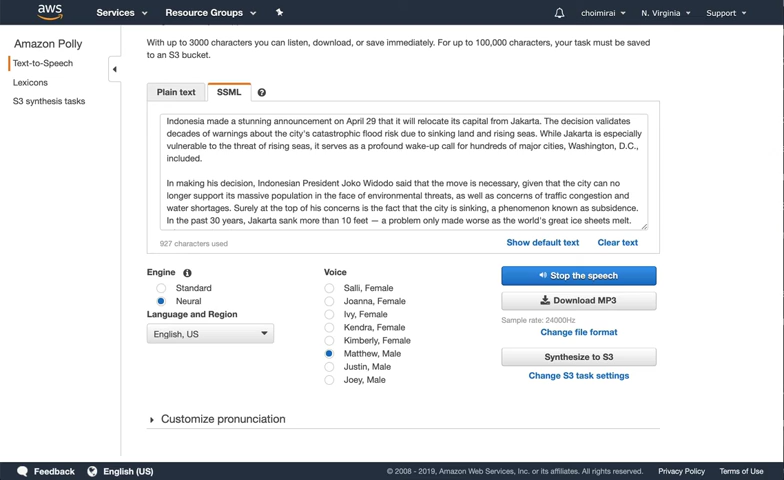 aws
Services
Resource Groups
choimirai
N. Virginia
Support
Amazon Polly
Text-to-Speech
Lexicons
S3 synthesis tasks
With up to 3000 characters you can listen, download, or save immediately. For up to 100,000 characters, your task must be saved
to an S3 bucket.
Plain text
SSML
Indonesia made a stunning announcement on April 29 that it will relocate its capital from Jakarta. The decision validates
decades of warnings about the city's catastrophic flood risk due to sinking land and rising seas. While Jakarta is especially
vulnerable to the threat of rising seas, it serves as a profound wake-up call for hundreds of major cities, Washington, D.C.,
included.
In making his decision, Indonesian President Joko Widodo said that the move is necessary, given that the city can no
longer support its massive population in the face of environmental threats, as well as concerns of traffic congestion and
water shortages. Surely at the top of his concerns is the fact that the city is sinking, a phenomenon known as subsidence.
In the past 30 years, Jakarta sank more than 10 feet — a problem only made worse as the world's great ice sheets melt.
927 characters used
Show default text
Clear text
Engine
Standard
Neural
Language and Region
English, US
Voice
Salli, Female
Joanna, Female
Ivy, Female
Kendra, Female
Kimberly, Female
Matthew, Male
Justin, Male
Joey, Male
Stop the speech
Download MP3
Sample rate: 24000Hz
Change file format
Synthesize to S3
Change S3 task settings
Customize pronunciation
Feedback
English (US)
© 2008 - 2019, Amazon Web Services, Inc. or its affiliates. All rights reserved.
Privacy Policy
Terms of Use